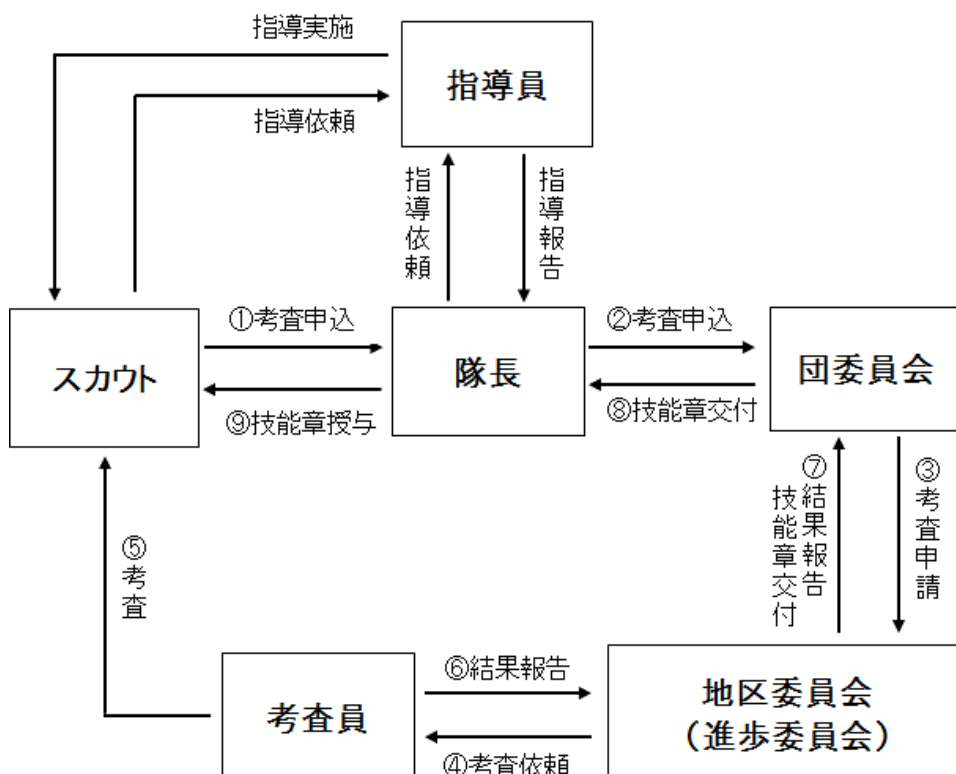 指導実施
指導員
指導依頼
指導依頼
指導報告
スカウト
①考査申込
隊長
②考査申込
団委員会
⑨技能章授与
⑧技能章交付
⑦結果報告
技能章交付
③考査申請
⑤考査
考査員
⑥結果報告
地区委員会
（進歩委員会）
④考査依頼